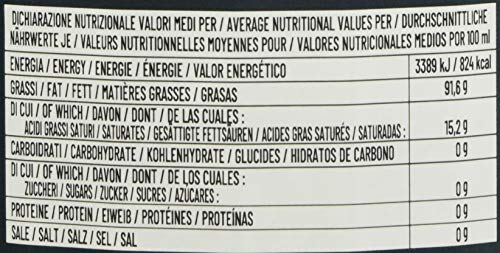 DICHIARAZIONE NUTRIZIONALE VALORI MEDI PER / AVERAGE NUTRITIONAL VALUES PER / DURCHSCHNITTLICHE
NÄHRWERTE JE / VALEURS NUTRITIONNELLES MOYENNES POUR / VALORES NUTRICIONALES MEDIOS POR 100 ml
ENERGIA / ENERGY / ENERGIE / ÉNERGIE / VALOR ENERGÉTICO 3389 kJ / 824 kcal
GRASSI / FAT / FETT / MATIÈRES GRASSES / GRASAS 91,6 g
DI CUI / OF WHICH / DAVON / DONT / DE LAS CUALES :
ACIDI GRASSI SATURI / SATURATES / GESÄTTIGTE FETTSÄUREN / ACIDES GRAS SATURÉS / SATURADAS : 15,2 g
CARBOIDRATI / CARBOHYDRATE / KOHLENHYDRATE / GLUCIDES / HIDRATOS DE CARBONO 0 g
DI CUI / OF WHICH / DAVON / DONT / DE LOS CUALES :
ZUCCHERI / SUGARS / ZUCKER / SUCRES / AZÚCARES : 0 g
PROTEINE / PROTEIN / EIWEIß / PROTÉINES / PROTEÍNAS 0 g
SALE / SALT / SALZ / SEL / SAL 0 g